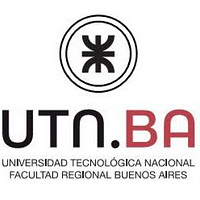 UTN.BA
UNIVERSIDAD TECNOLÓGICA NACIONAL
FACULTAD REGIONAL BUENOS AIRES